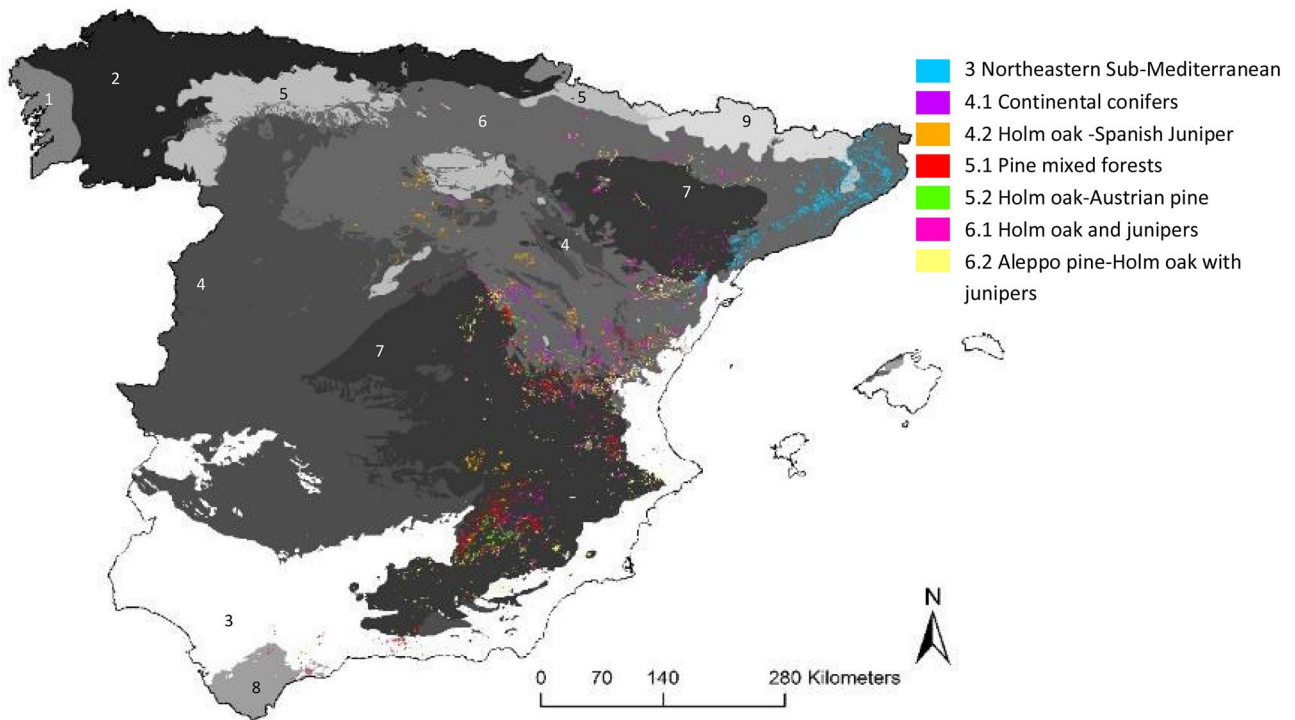 1
2
5
5
6
9
7
4
4
7
3
8
3 Northeastern Sub-Mediterranean
4.1 Continental conifers
4.2 Holm oak -Spanish Juniper
5.1 Pine mixed forests
5.2 Holm oak-Austrian pine
6.1 Holm oak and junipers
6.2 Aleppo pine-Holm oak with
junipers
N
0 70 140 280 Kilometers